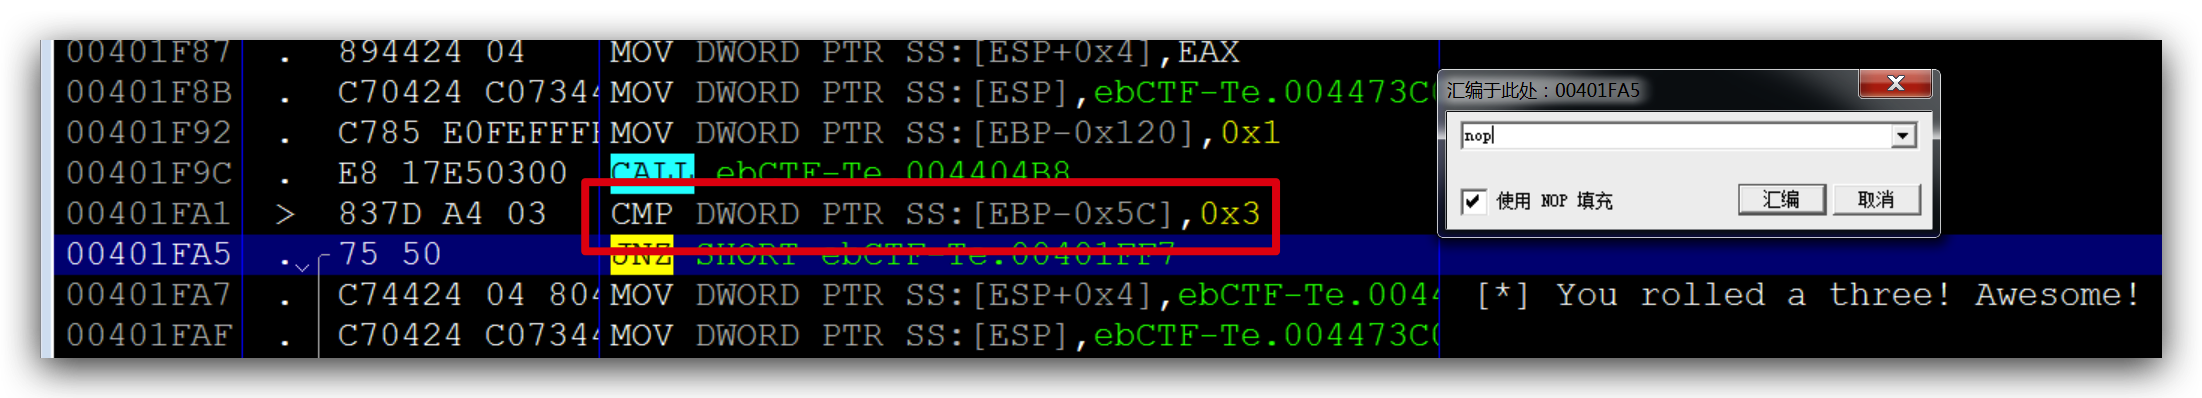 00401F87 . 894424 04 MOV DWORD PTR SS:[ESP+0x4],EAX
00401F8B . C70424 C07344 MOV DWORD PTR SS:[ESP],ebCTF-Te.004473C0
00401F92 . C785 E0FEFFFF MOV DWORD PTR SS:[EBP-0x120],0x1
00401F9C . E8 17E50300 CALL ebCTF-Te.004404B8
00401FA1 > 837D A4 03 CMP DWORD PTR SS:[EBP-0x5C],0x3
00401FA5 . 75 50 JNZ SHORT ebCTF-Te.00401FF7
00401FA7 . C74424 04 804 MOV DWORD PTR SS:[ESP+0x4],ebCTF-Te.0044 [*] You rolled a three! Awesome!
00401FAF . C70424 C07344 MOV DWORD PTR SS:[ESP],ebCTF-Te.004473C0
汇编于此处：00401FA5
nop
使用 NOP 填充
汇编
取消